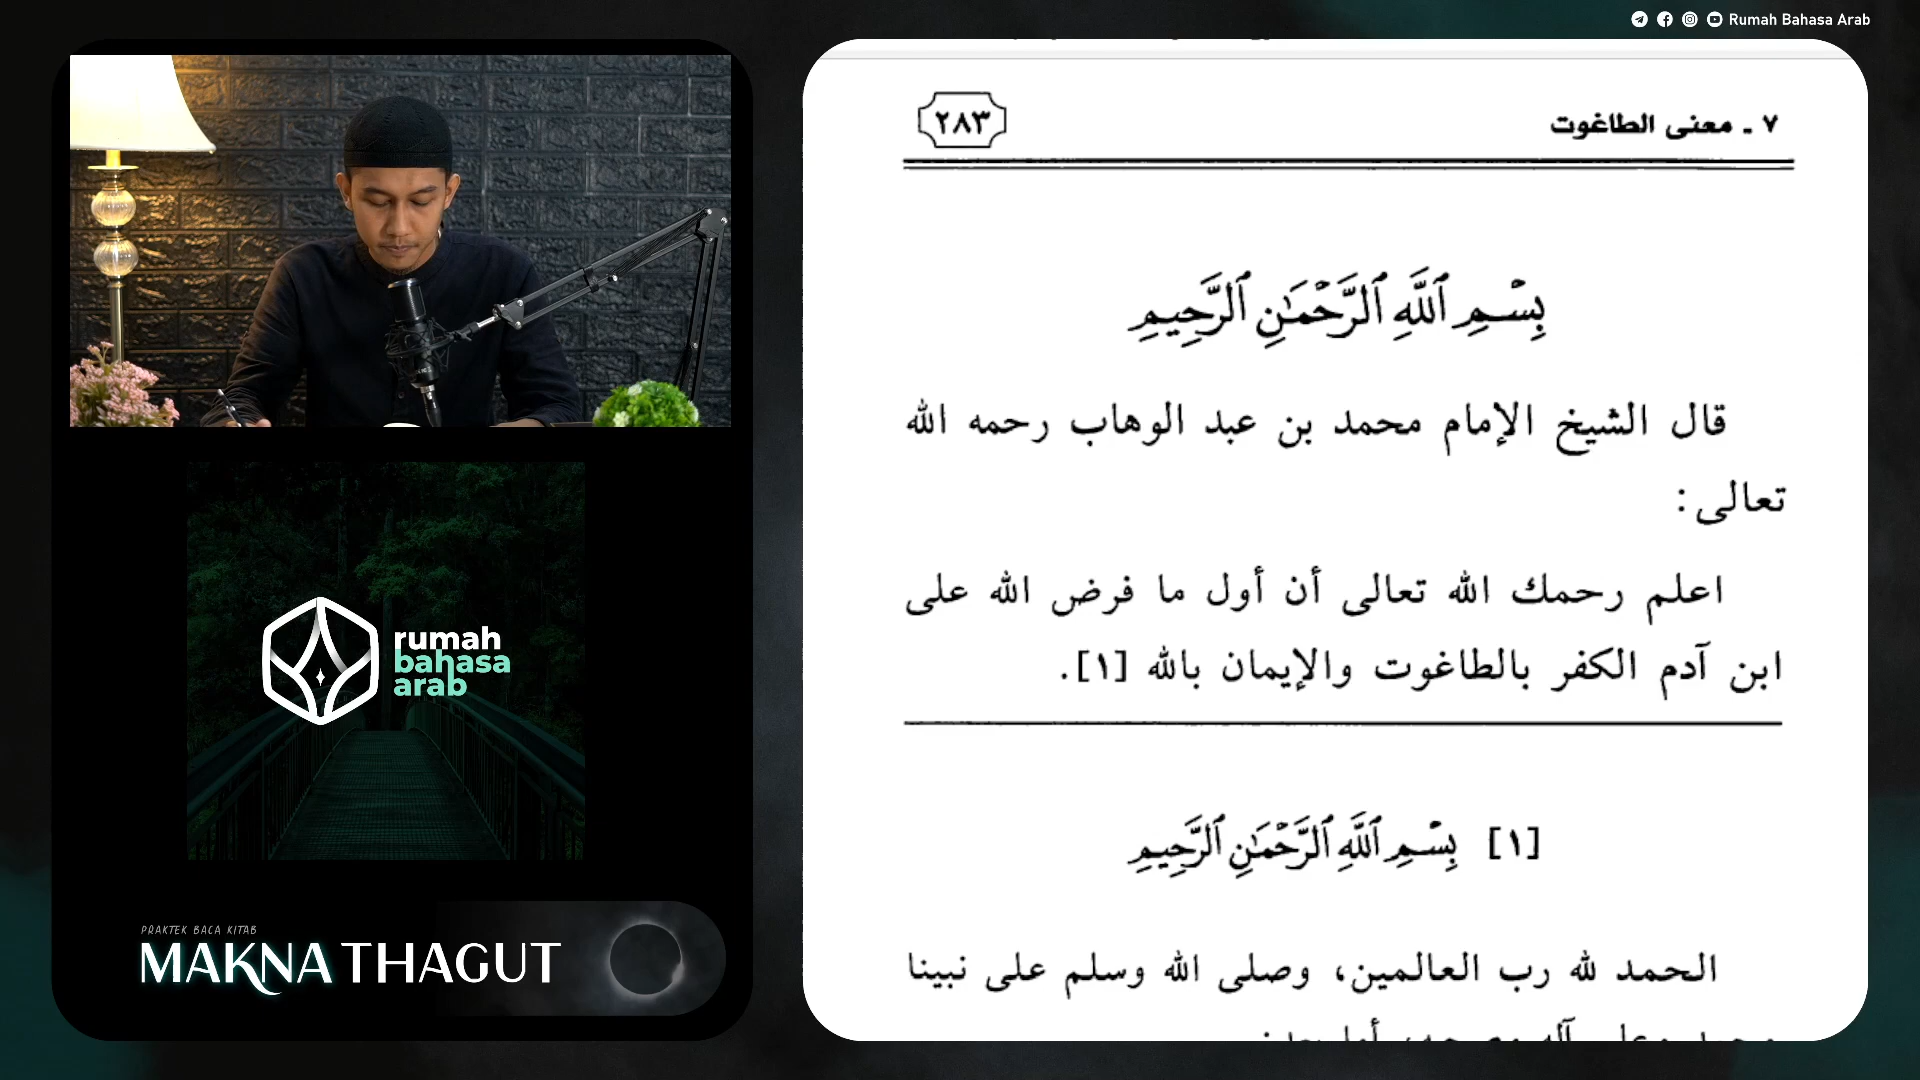 Rumah Bahasa Arab
٧ ـ معنى الطاغوت
٢٨٣
بِسْمِ ٱللَّهِ ٱلرَّحْمَٰنِ ٱلرَّحِيمِ
قال الشيخ الإمام محمد بن عبد الوهاب رحمه الله
تعالى:
اعلم رحمك الله تعالى أن أول ما فرض الله على
ابن آدم الكفر بالطاغوت والإيمان بالله [١].
[١] بِسْمِ ٱللَّهِ ٱلرَّحْمَٰنِ ٱلرَّحِيمِ
الحمد لله رب العالمين، وصلى الله وسلم على نبينا
rumah
bahasa
arab
PRAKTEK BACA KITAB
MAKNA THAGUT